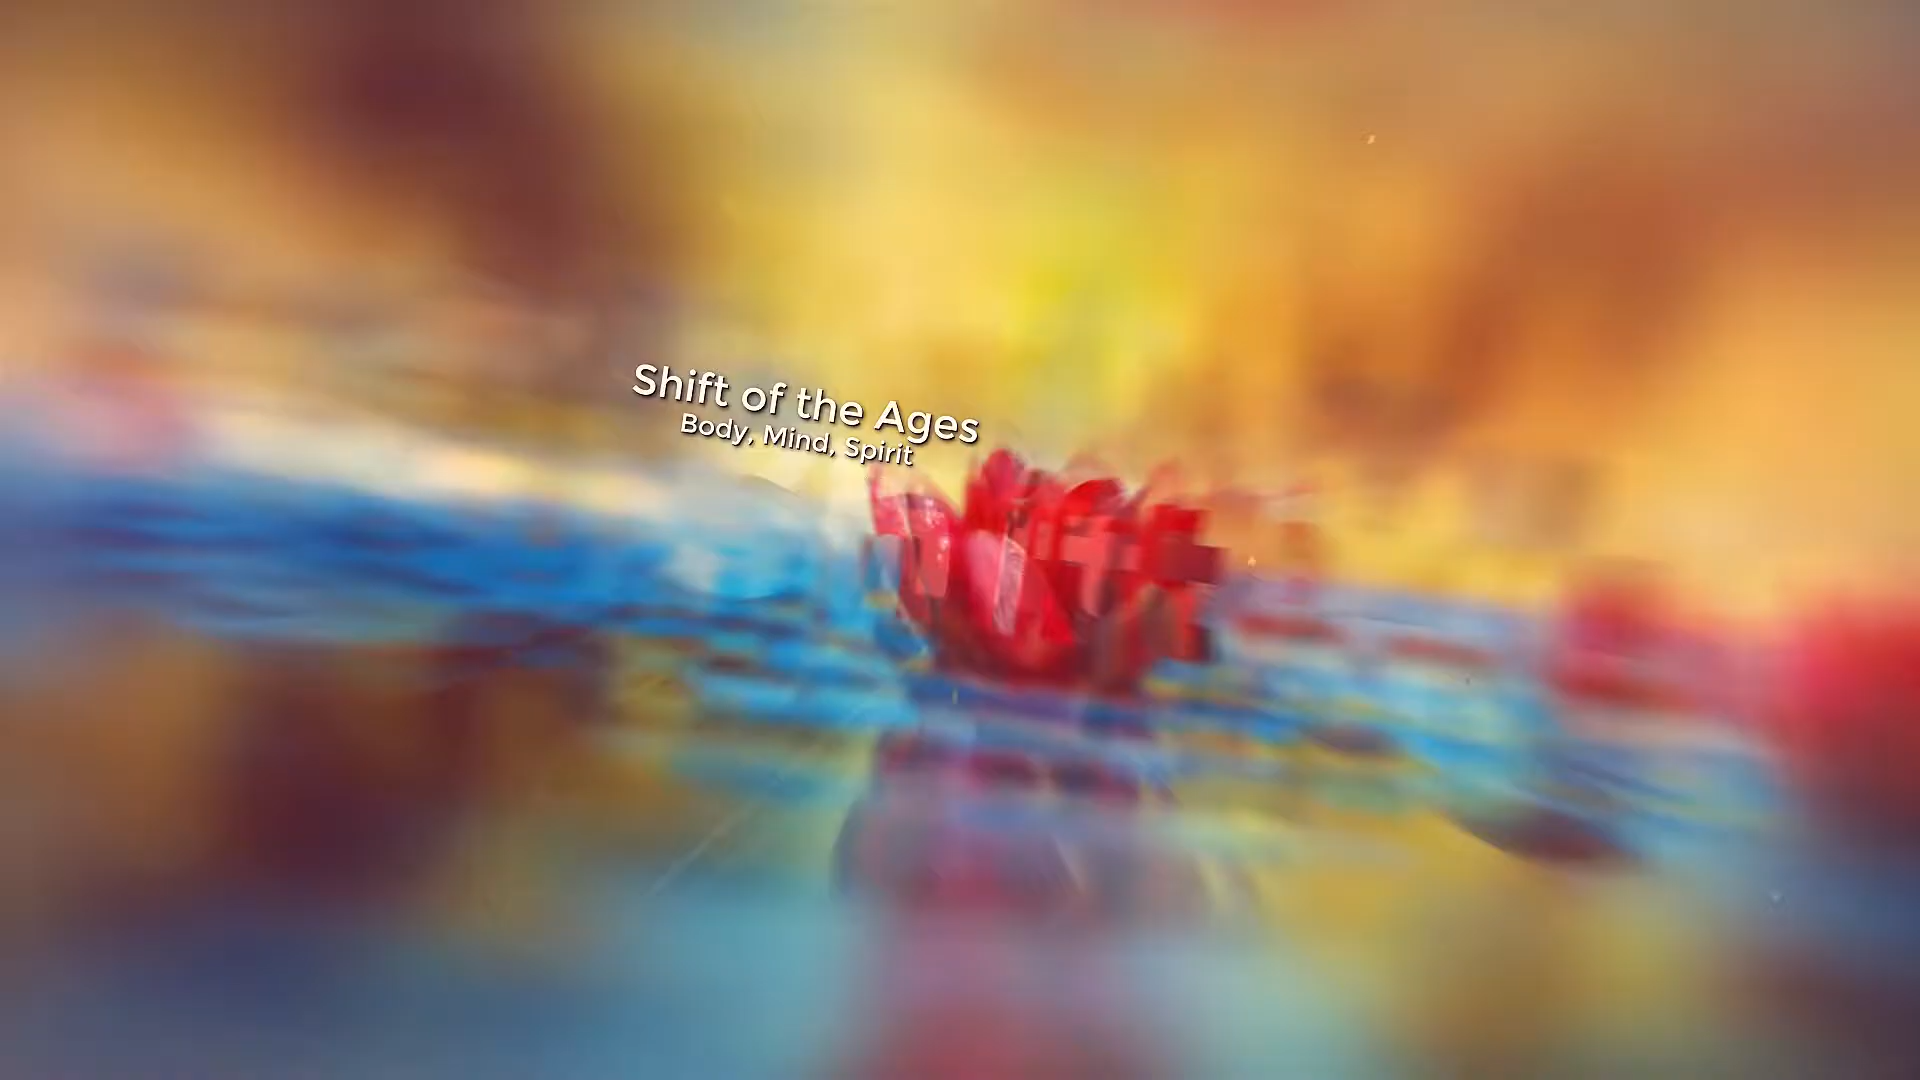 Shift of the Ages
Body, Mind, Spirit